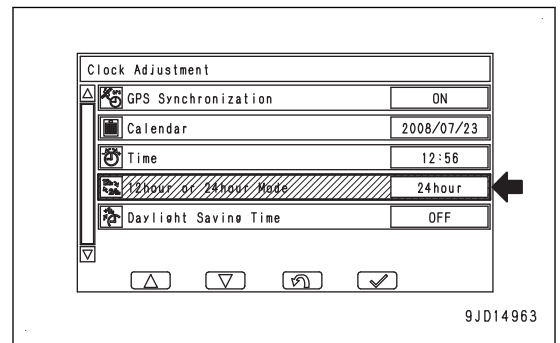 Clock Adjustment
GPS Synchronization ON
Calendar 2008/07/23
Time 12:56
12hour or 24hour Mode 24hour
Daylight Saving Time OFF
9JD14963